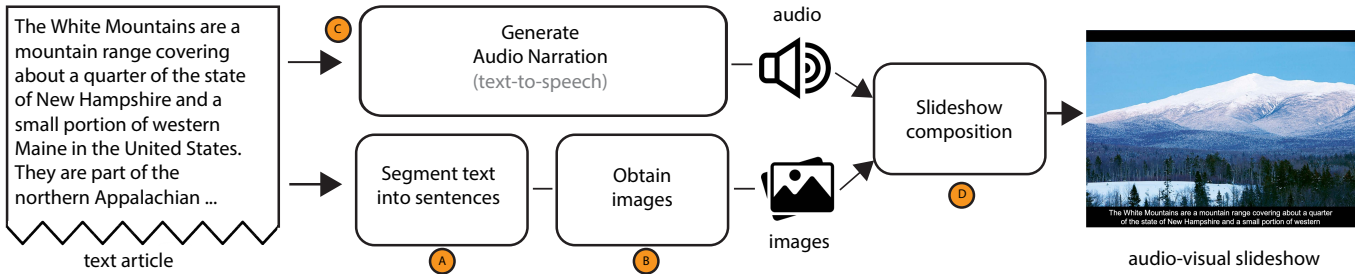 The White Mountains are a
mountain range covering
about a quarter of the state
of New Hampshire and a
small portion of western
Maine in the United States.
They are part of the
northern Appalachian ...
text article
C
Generate
Audio Narration
(text-to-speech)
Segment text
into sentences
A
Obtain
images
B
audio
images
Slideshow
composition
D
The White Mountains are a mountain range covering about a quarter
of the state of New Hampshire and a small portion of western
audio-visual slideshow